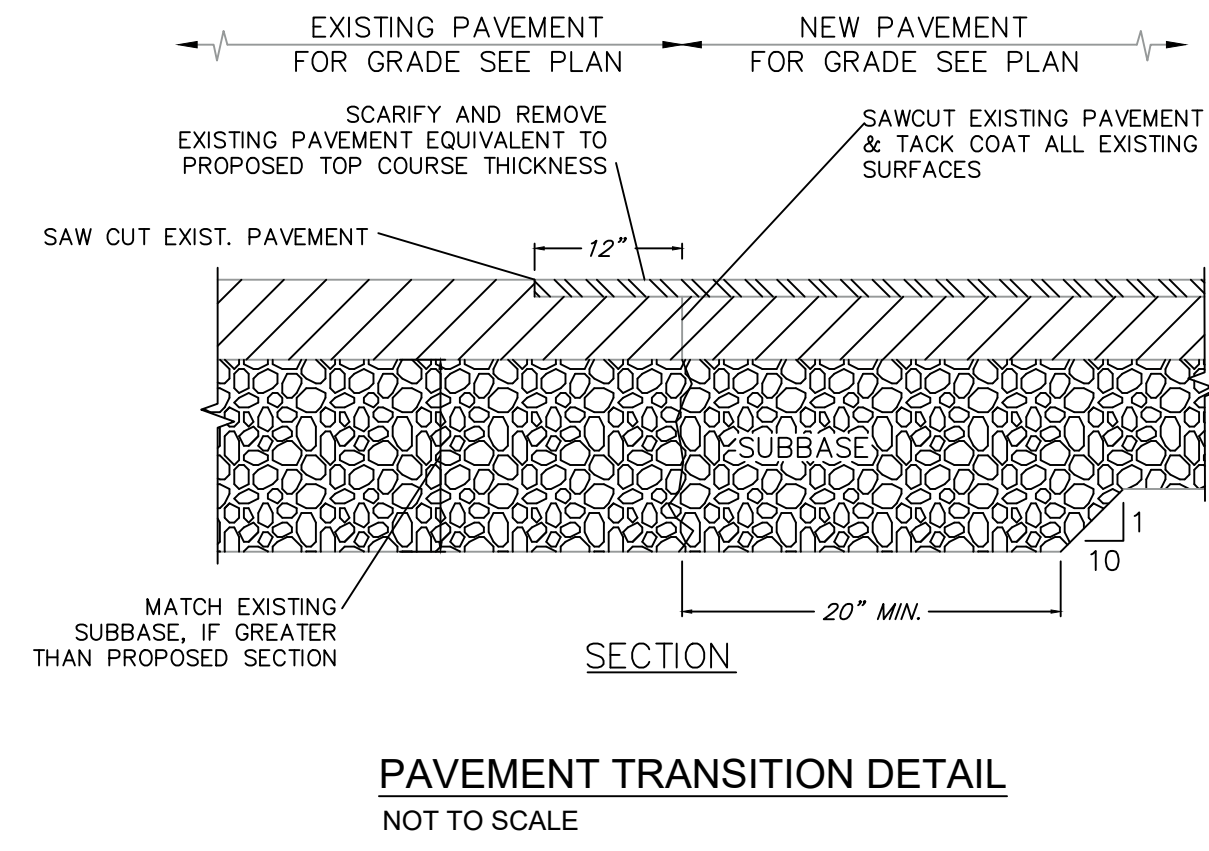 EXISTING PAVEMENT
FOR GRADE SEE PLAN
NEW PAVEMENT
FOR GRADE SEE PLAN
SCARIFY AND REMOVE
EXISTING PAVEMENT EQUIVALENT TO
PROPOSED TOP COURSE THICKNESS
SAWCUT EXISTING PAVEMENT
& TACK COAT ALL EXISTING
SURFACES
SAW CUT EXIST. PAVEMENT
12"
SUBBASE
1
10
MATCH EXISTING
SUBBASE, IF GREATER
THAN PROPOSED SECTION
20" MIN.
SECTION
PAVEMENT TRANSITION DETAIL
NOT TO SCALE